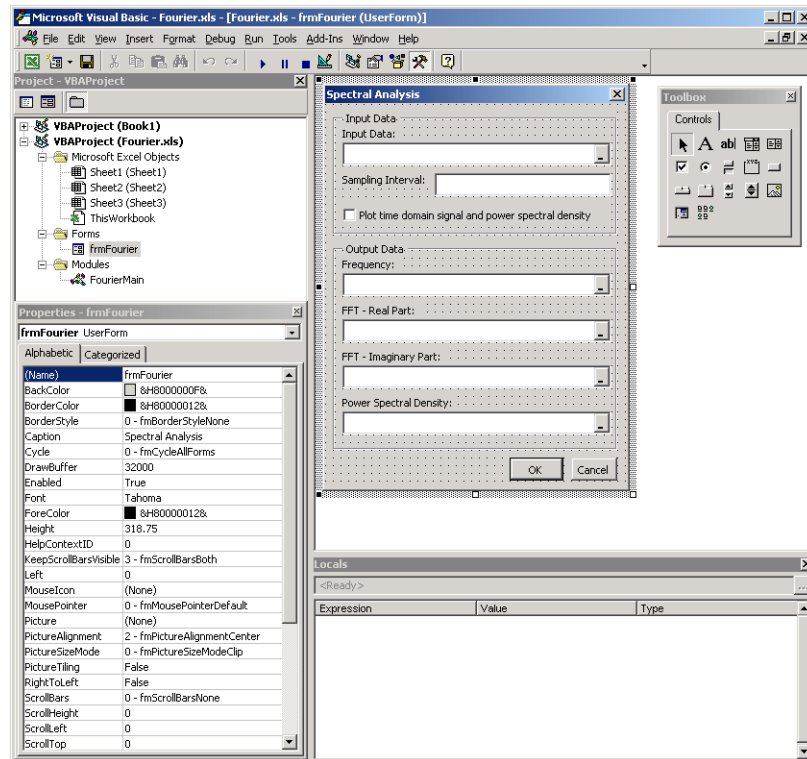 Microsoft Visual Basic - Fourier.xls - [Fourier.xls - frmFourier (UserForm)]
File Edit View Insert Format Debug Run Tools Add-Ins Window Help
Project - VBAProject
VBAProject (Book1)
VBAProject (Fourier.xls)
Microsoft Excel Objects
Sheet1 (Sheet1)
Sheet2 (Sheet2)
Sheet3 (Sheet3)
ThisWorkbook
Forms
frmFourier
Modules
FourierMain
Properties - frmFourier
frmFourier UserForm
Alphabetic Categorized
(Name) frmFourier
BackColor &H8000000F&
BorderColor &H80000012&
BorderStyle 0 - fmBorderStyleNone
Caption Spectral Analysis
Cycle 0 - fmCycleAllForms
DrawBuffer 32000
Enabled True
Font Tahoma
ForeColor &H80000012&
Height 318.75
HelpContextID 0
KeepScrollBarsVisible 3 - fmScrollBarsBoth
Left 0
MouseIcon (None)
MousePointer 0 - fmMousePointerDefault
Picture (None)
PictureAlignment 2 - fmPictureAlignmentCenter
PictureSizeMode 0 - fmPictureSizeModeClip
PictureTiling False
RightToLeft False
ScrollBars 0 - fmScrollBarsNone
ScrollHeight 0
ScrollLeft 0
ScrollTop 0
Spectral Analysis
Input Data
Input Data:
Sampling Interval:
Plot time domain signal and power spectral density
Output Data
Frequency:
FFT - Real Part:
FFT - Imaginary Part:
Power Spectral Density:
OK Cancel
Toolbox
Controls
A ab|
Locals
<Ready>
...
Expression Value Type